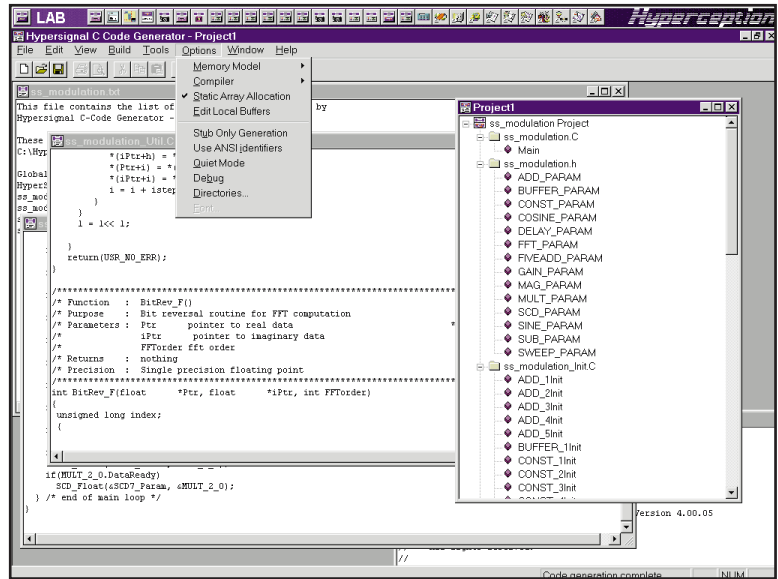 LAB
Hyperception
Hypersignal C Code Generator - Project1
File Edit View Build Tools Options Window Help
Memory Model
Compiler
Static Array Allocation
Edit Local Buffers
Stub Only Generation
Use ANSI identifiers
Quiet Mode
Debug
Directories...
Font
ss_modulation.txt
This file contains the list of
by
Hypersignal C-Code Generator -
These
C:\Hyp
Global
Hyper
ss_mod
ss_mod
ss_modulation_Util.C
*(iPtr+h) = *
*(Ptr+i) = *
*(iPtr+i) = *
i = i + istep
}
}
l = l<< 1;
}
return(USR_NO_ERR);
}
/* Function : BitRev_F()
/* Purpose : Bit reversal routine for FFT computation
/* Parameters : Ptr pointer to real data
/* iPtr pointer to imaginary data
/* FFTorder fft order
/* Returns : nothing
/* Precision : Single precision floating point
int BitRev_F(float *Ptr, float *iPtr, int FFTorder)
{
unsigned long index;
{
if(MULT_2_0.DataReady)
SCD_Float(&SCD7_Param, &MULT_2_0);
} /* end of main loop */
}
Project1
ss_modulation Project
ss_modulation.C
Main
ss_modulation.h
ADD_PARAM
BUFFER_PARAM
CONST_PARAM
COSINE_PARAM
DELAY_PARAM
FFT_PARAM
FIVEADD_PARAM
GAIN_PARAM
MAG_PARAM
MULT_PARAM
SCD_PARAM
SINE_PARAM
SUB_PARAM
SWEEP_PARAM
ss_modulation_Init.C
ADD_1Init
ADD_2Init
ADD_3Init
ADD_4Init
ADD_5Init
BUFFER_1Init
CONST_1Init
CONST_2Init
CONST_3Init
Version 4.00.05
//
Code generation complete
NUM